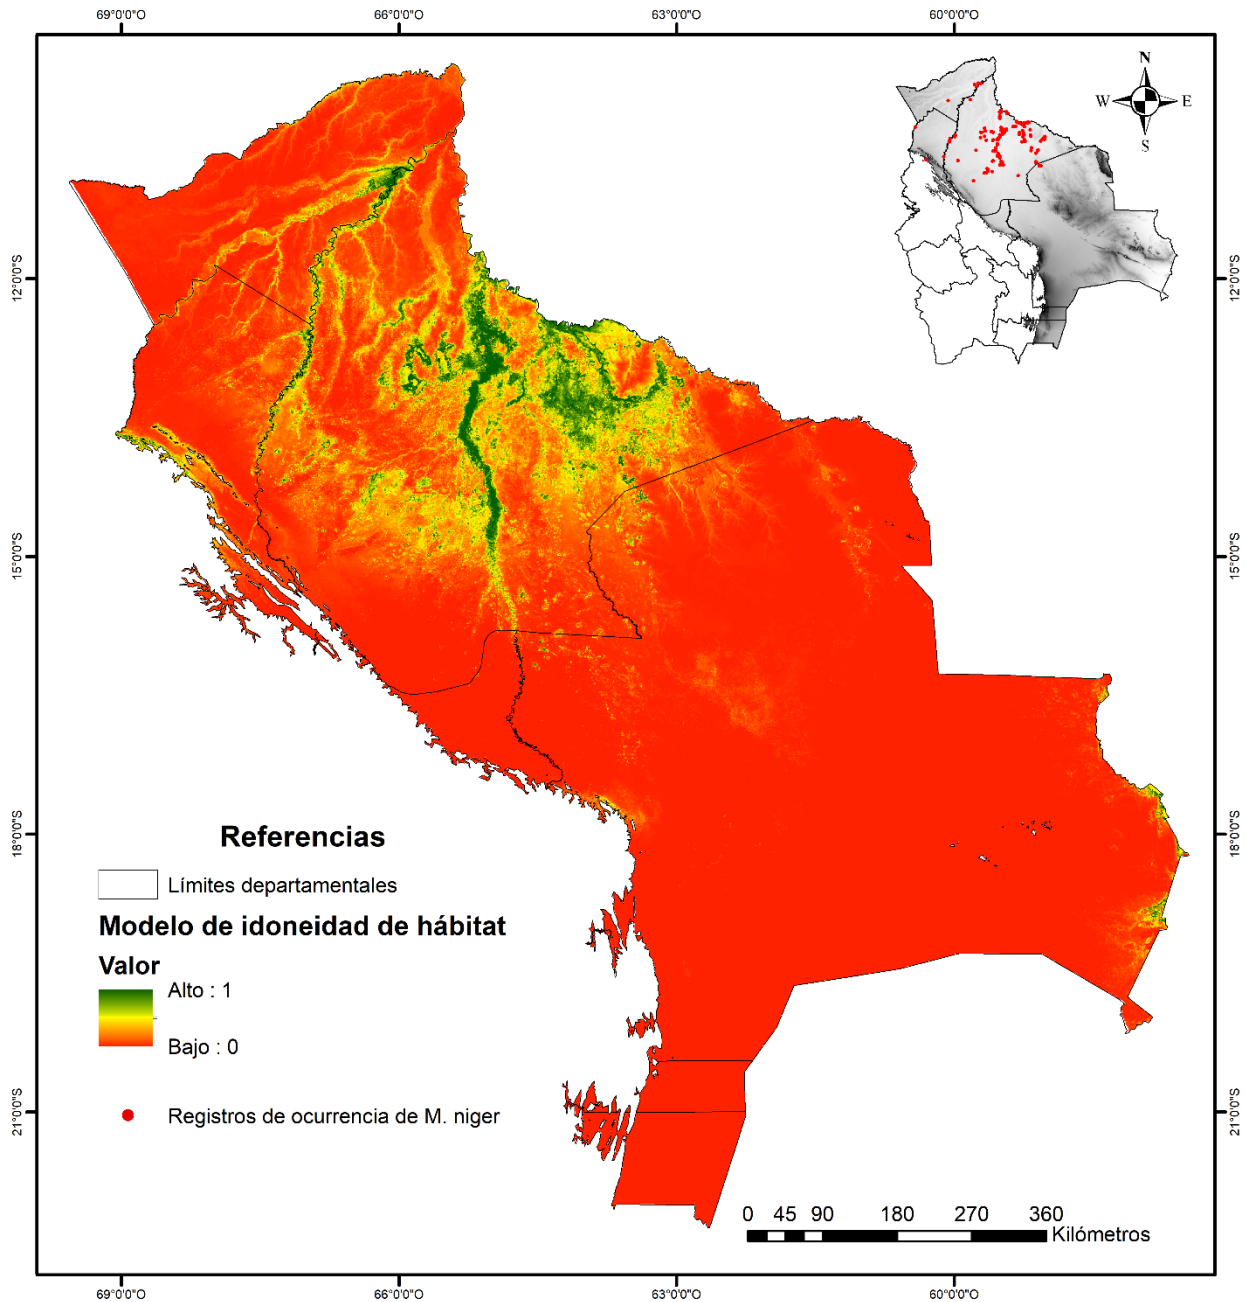 69°0'0"O 66°0'0"O 63°0'0"O 60°0'0"O
N
W E
S
12°0'0"S 12°0'0"S
15°0'0"S 15°0'0"S
18°0'0"S 18°0'0"S
21°0'0"S 21°0'0"S
Referencias
Límites departamentales
Modelo de idoneidad de hábitat
Valor
Alto : 1
Bajo : 0
Registros de ocurrencia de M. niger
0 45 90 180 270 360
Kilómetros
69°0'0"O 66°0'0"O 63°0'0"O 60°0'0"O